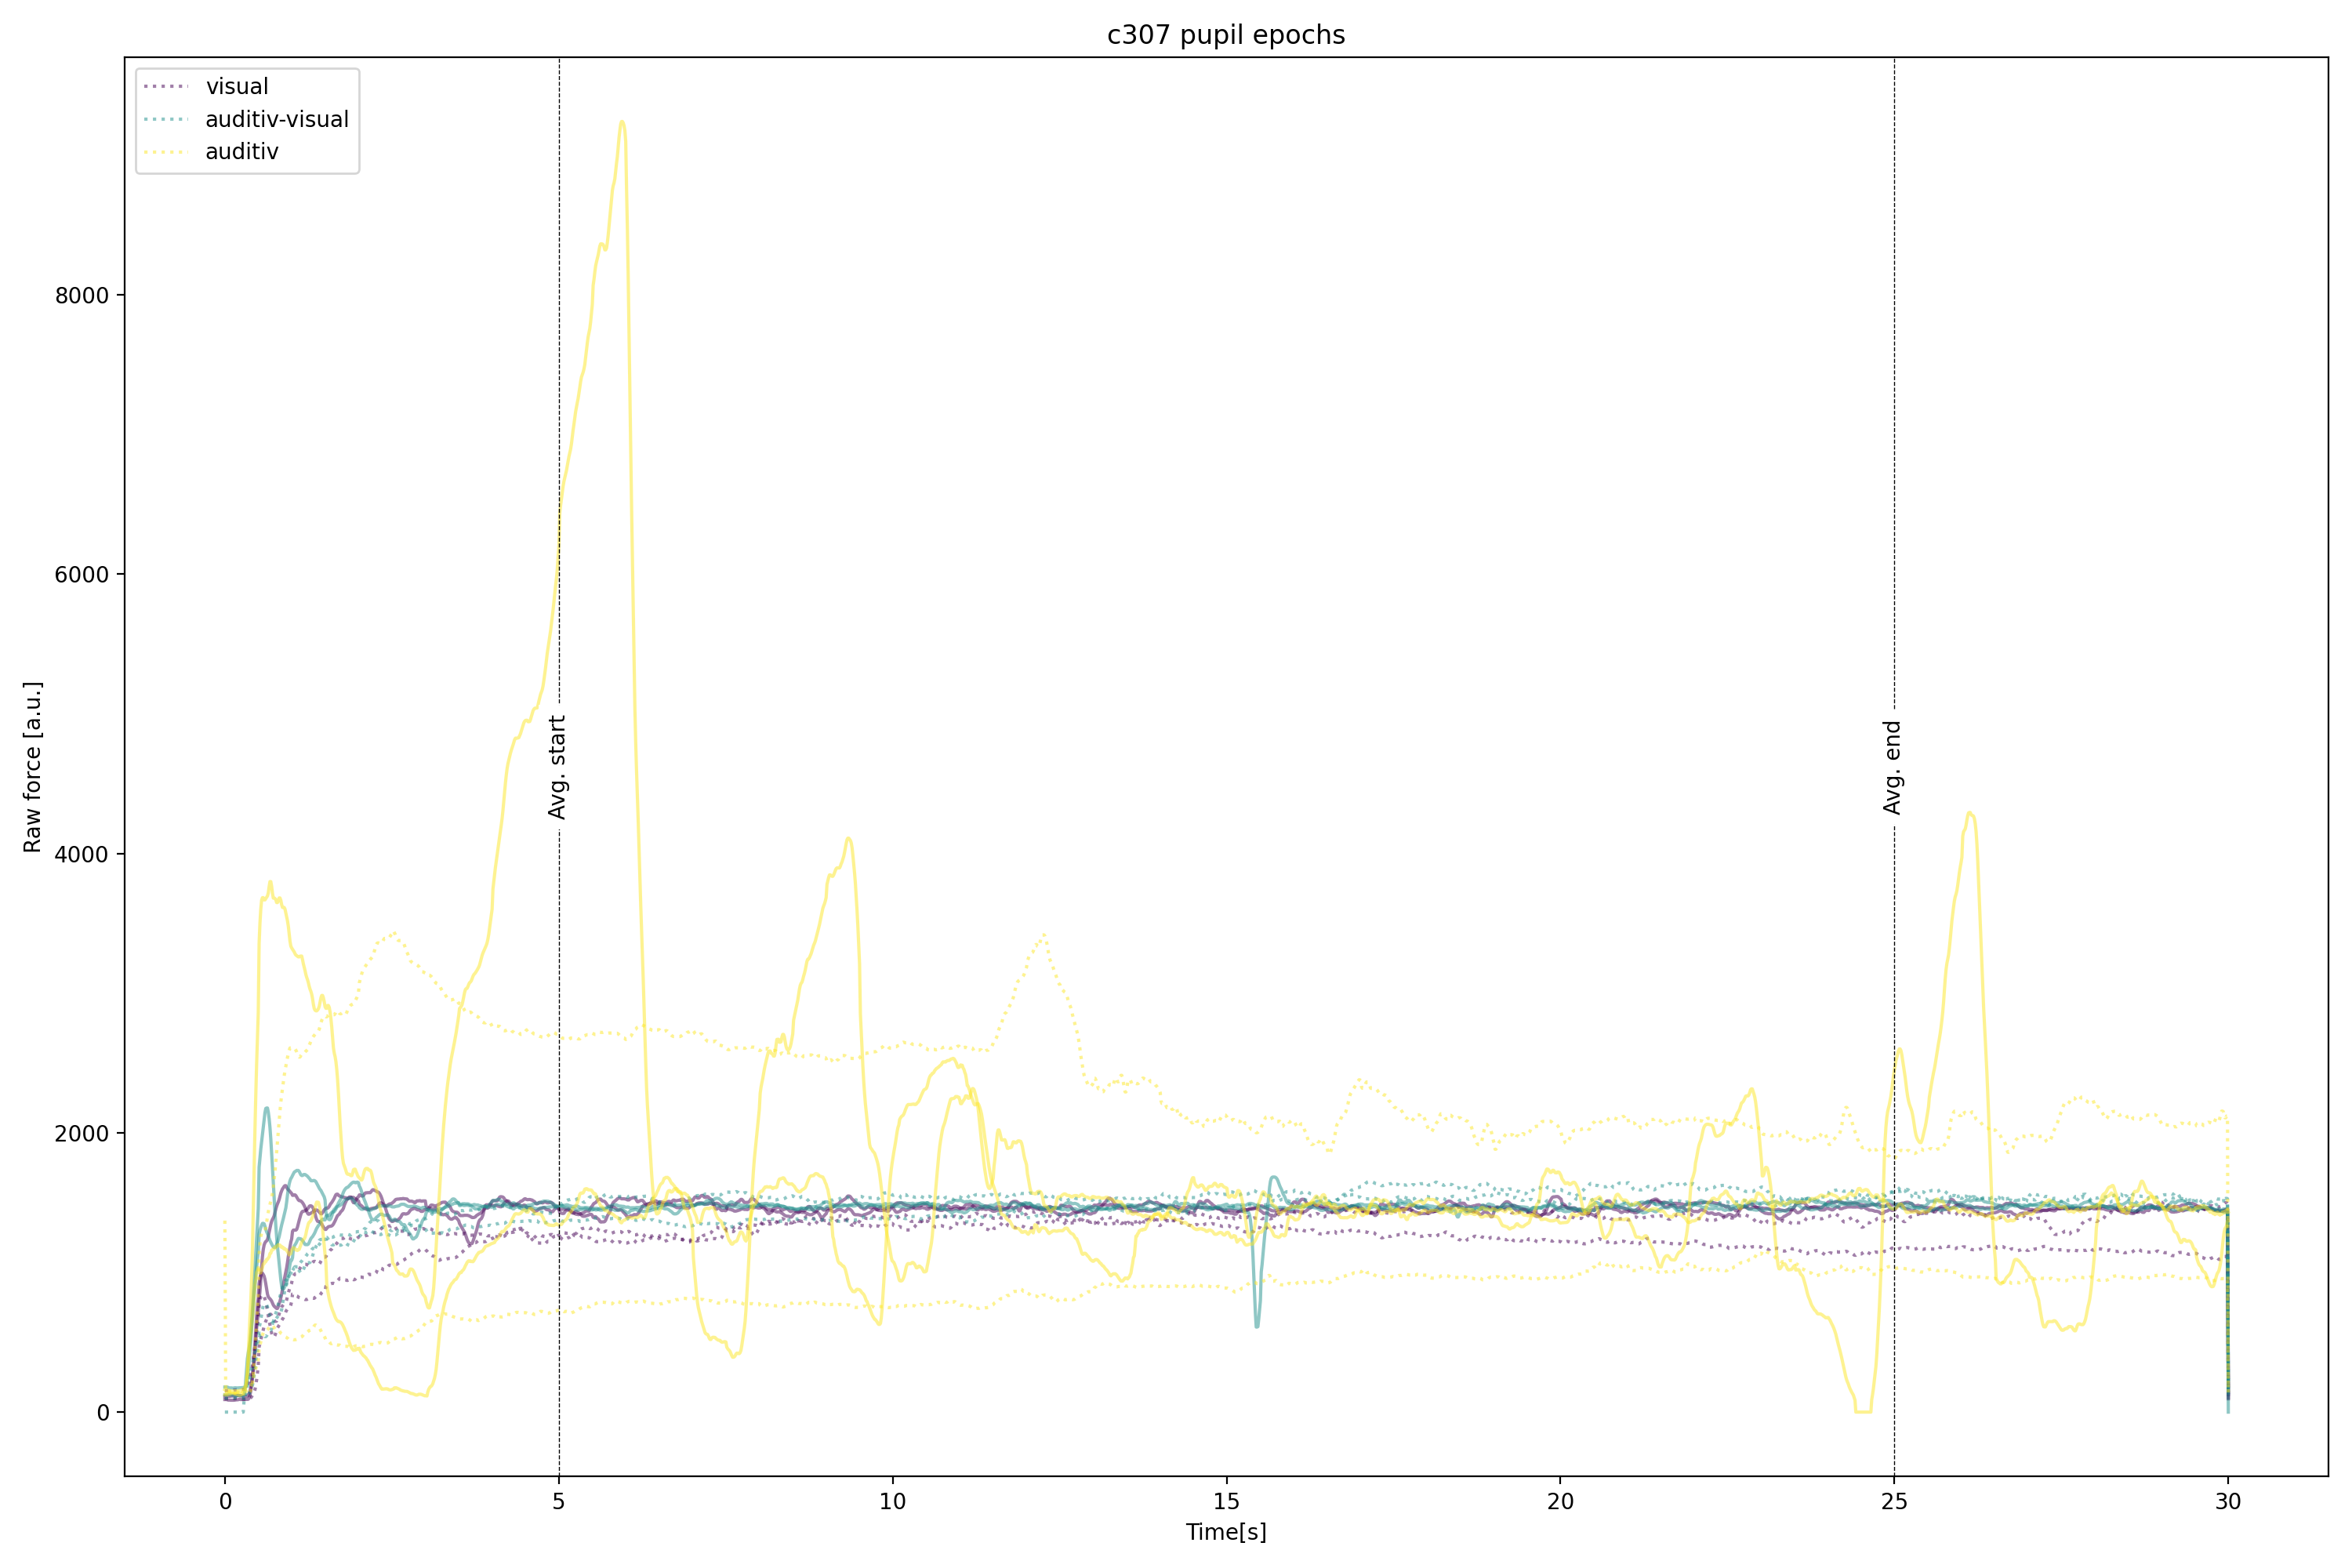 c307 pupil epochs
visual
auditiv-visual
auditiv
8000
6000
4000
2000
0
Raw force [a.u.]
Avg. start
Avg. end
0 5 10 15 20 25 30
Time[s]